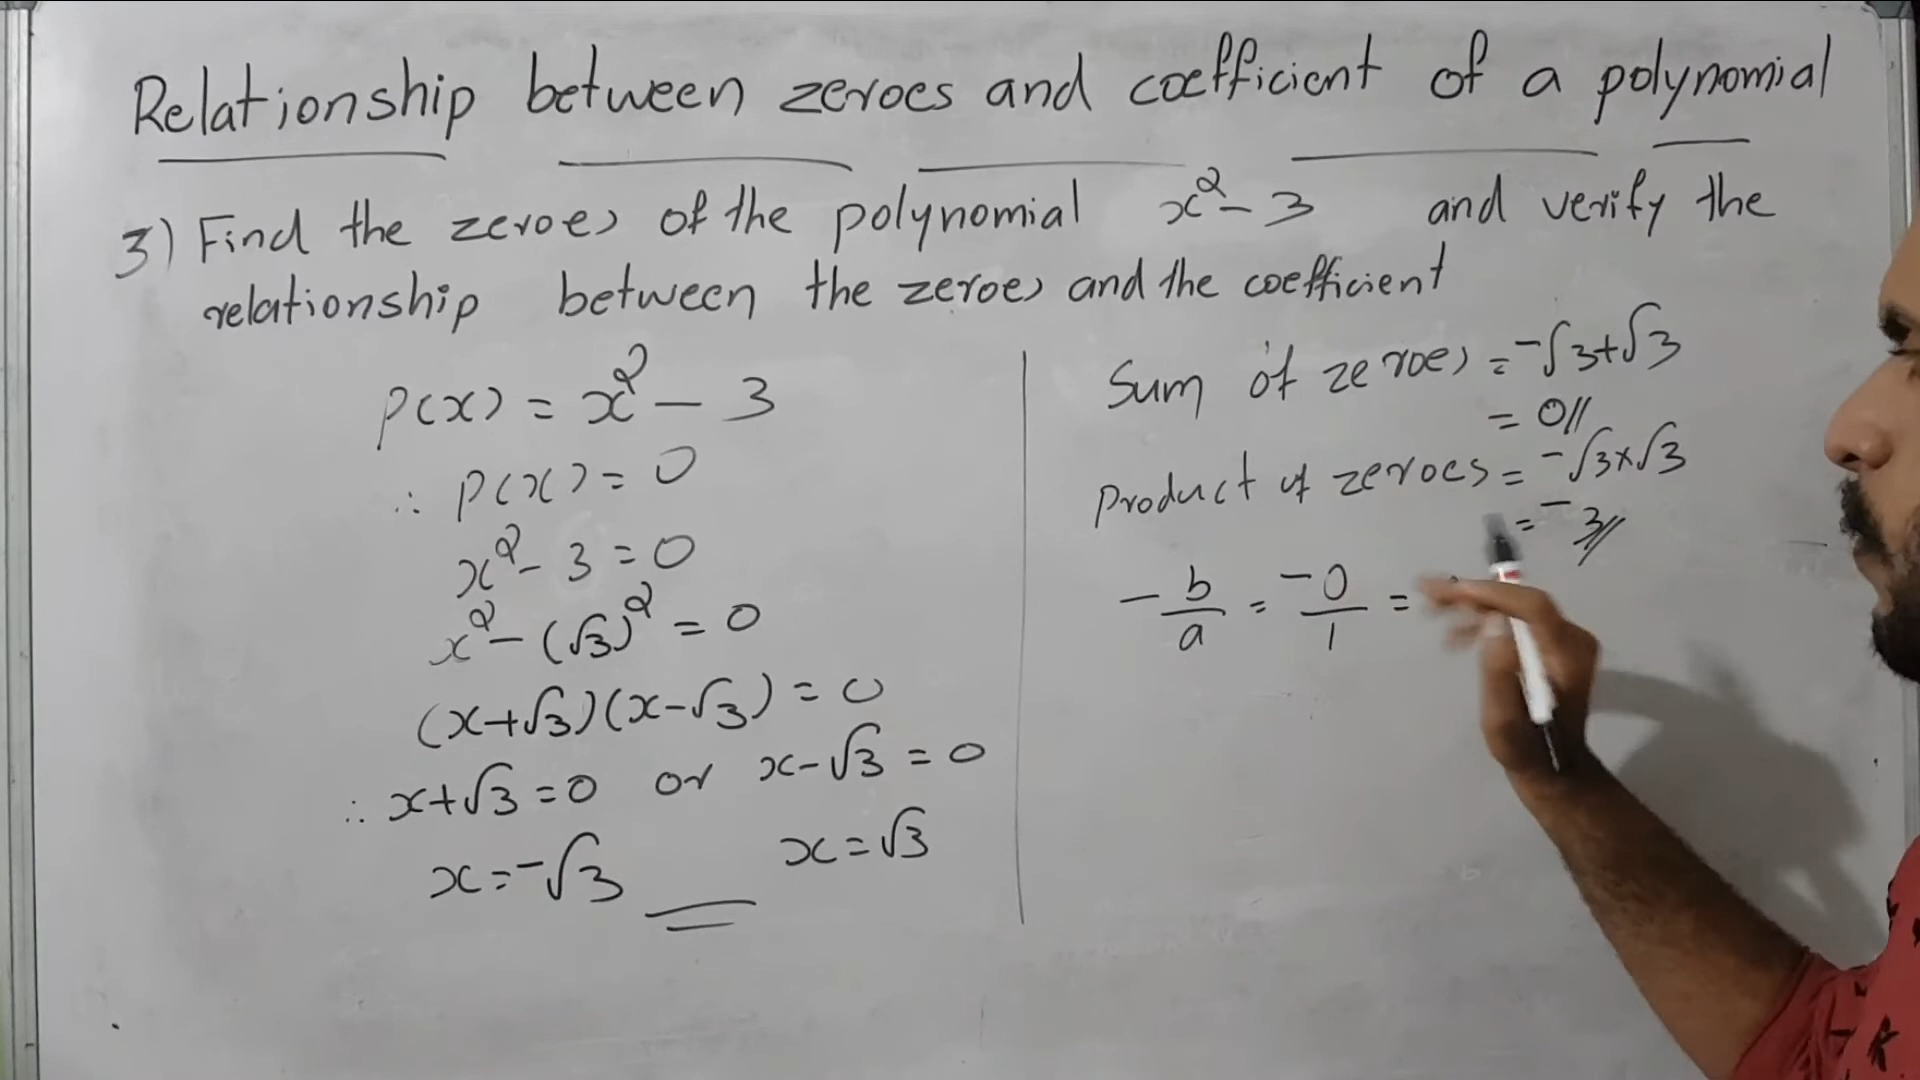 Relationship between zeroes and coefficient of a polynomial
3) Find the zeroes of the polynomial x² - 3 and verify the
relationship between the zeroes and the coefficient
P(x) = x² - 3
∴ P(x) = 0
x² - 3 = 0
x² - (√3)² = 0
(x+√3)(x-√3) = 0
∴ x+√3 = 0 or x-√3 = 0
x = -√3 x = √3
Sum of zeroes = -√3+√3
= 0//
Product of zeroes = -√3×√3
= -3//
-b/a = -0/1 =